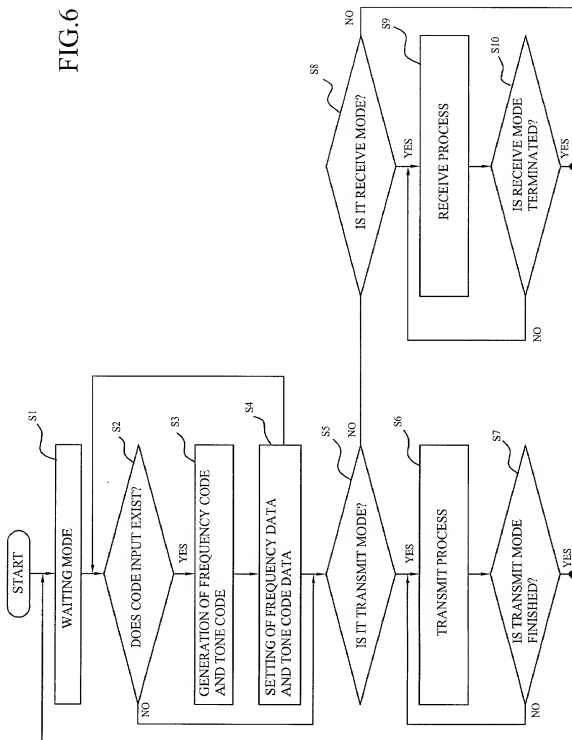 FIG.6
START
S1
WAITING MODE
S2
DOES CODE INPUT EXIST?
YES
NO
S3
GENERATION OF FREQUENCY CODE
AND TONE CODE
S4
SETTING OF FREQUENCY DATA
AND TONE CODE DATA
S5
IS IT TRANSMIT MODE?
NO
YES
S6
TRANSMIT PROCESS
S7
IS TRANSMIT MODE
FINISHED?
NO
YES
S8
IS IT RECEIVE MODE?
NO
YES
S9
RECEIVE PROCESS
S10
IS RECEIVE MODE
TERMINATED?
NO
YES